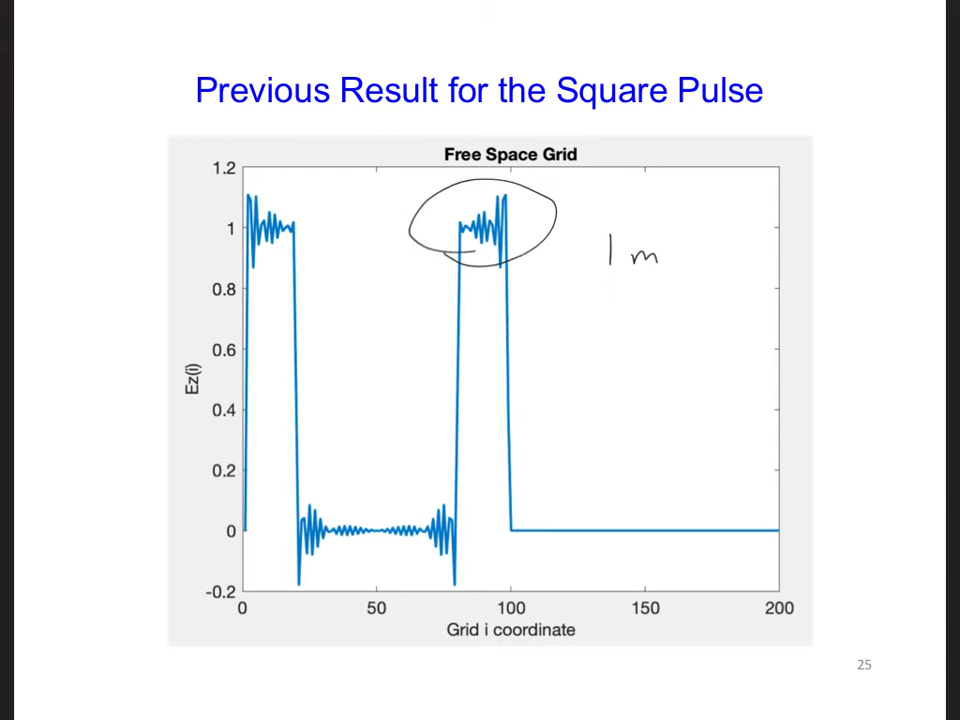 Previous Result for the Square Pulse
Free Space Grid
1.2
1
0.8
0.6
0.4
0.2
0
-0.2
Ez(i)
1 m
0 50 100 150 200
Grid i coordinate
25